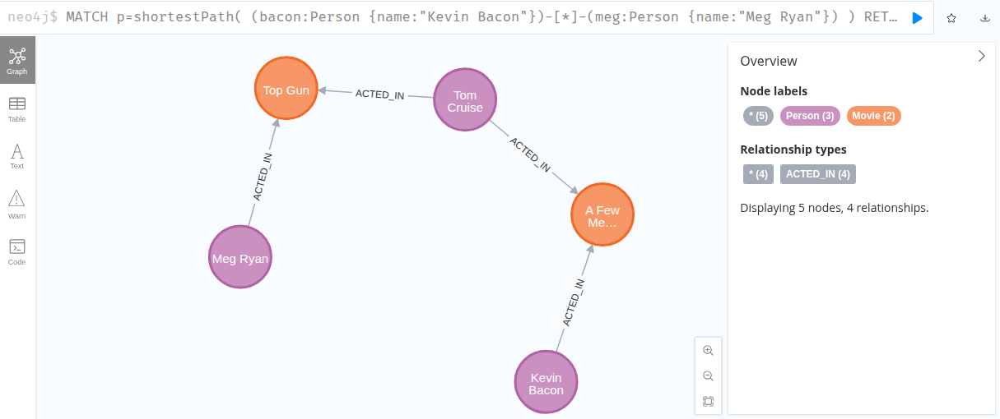 neo4j$ MATCH p=shortestPath( (bacon:Person {name:"Kevin Bacon"})-[*]-(meg:Person {name:"Meg Ryan"}) ) RET…
Graph
Table
Text
Warn
Code
Top Gun
ACTED_IN
Tom
Cruise
ACTED_IN
ACTED_IN
A Few
Me…
Meg Ryan
ACTED_IN
Kevin
Bacon
Overview
Node labels
* (5) Person (3) Movie (2)
Relationship types
* (4) ACTED_IN (4)
Displaying 5 nodes, 4 relationships.